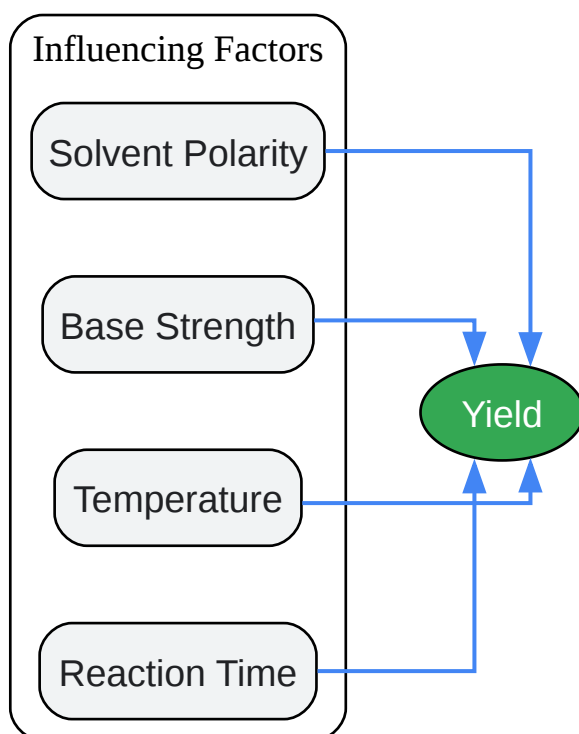 Influencing Factors
Solvent Polarity
Base Strength
Yield
Temperature
Reaction Time